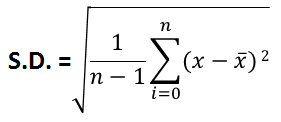 S.D. = √ 1/(n − 1) ∑_{i=0}^{n} (x − x̄)²